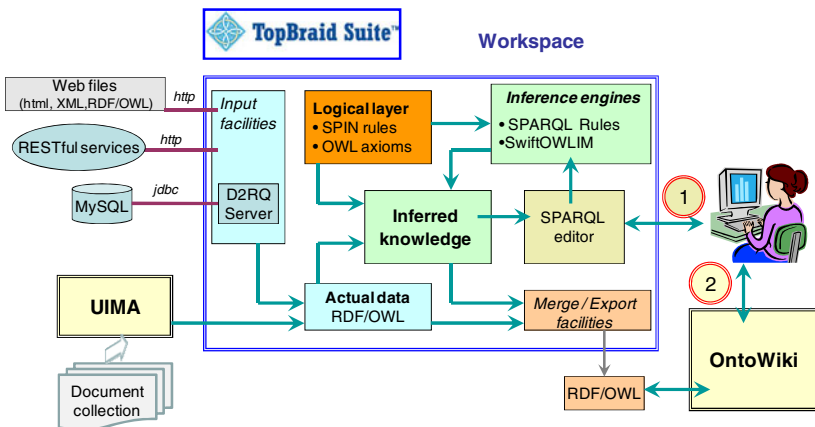 TopBraid Suite™
Workspace
Web files
(html, XML,RDF/OWL)
http
RESTful services
http
MySQL
jdbc
Input
facilities
D2RQ
Server
Logical layer
• SPIN rules
• OWL axioms
Inference engines
• SPARQL Rules
•SwiftOWLIM
Inferred
knowledge
SPARQL
editor
1
2
UIMA
Actual data
RDF/OWL
Merge / Export
facilities
OntoWiki
Document
collection
RDF/OWL